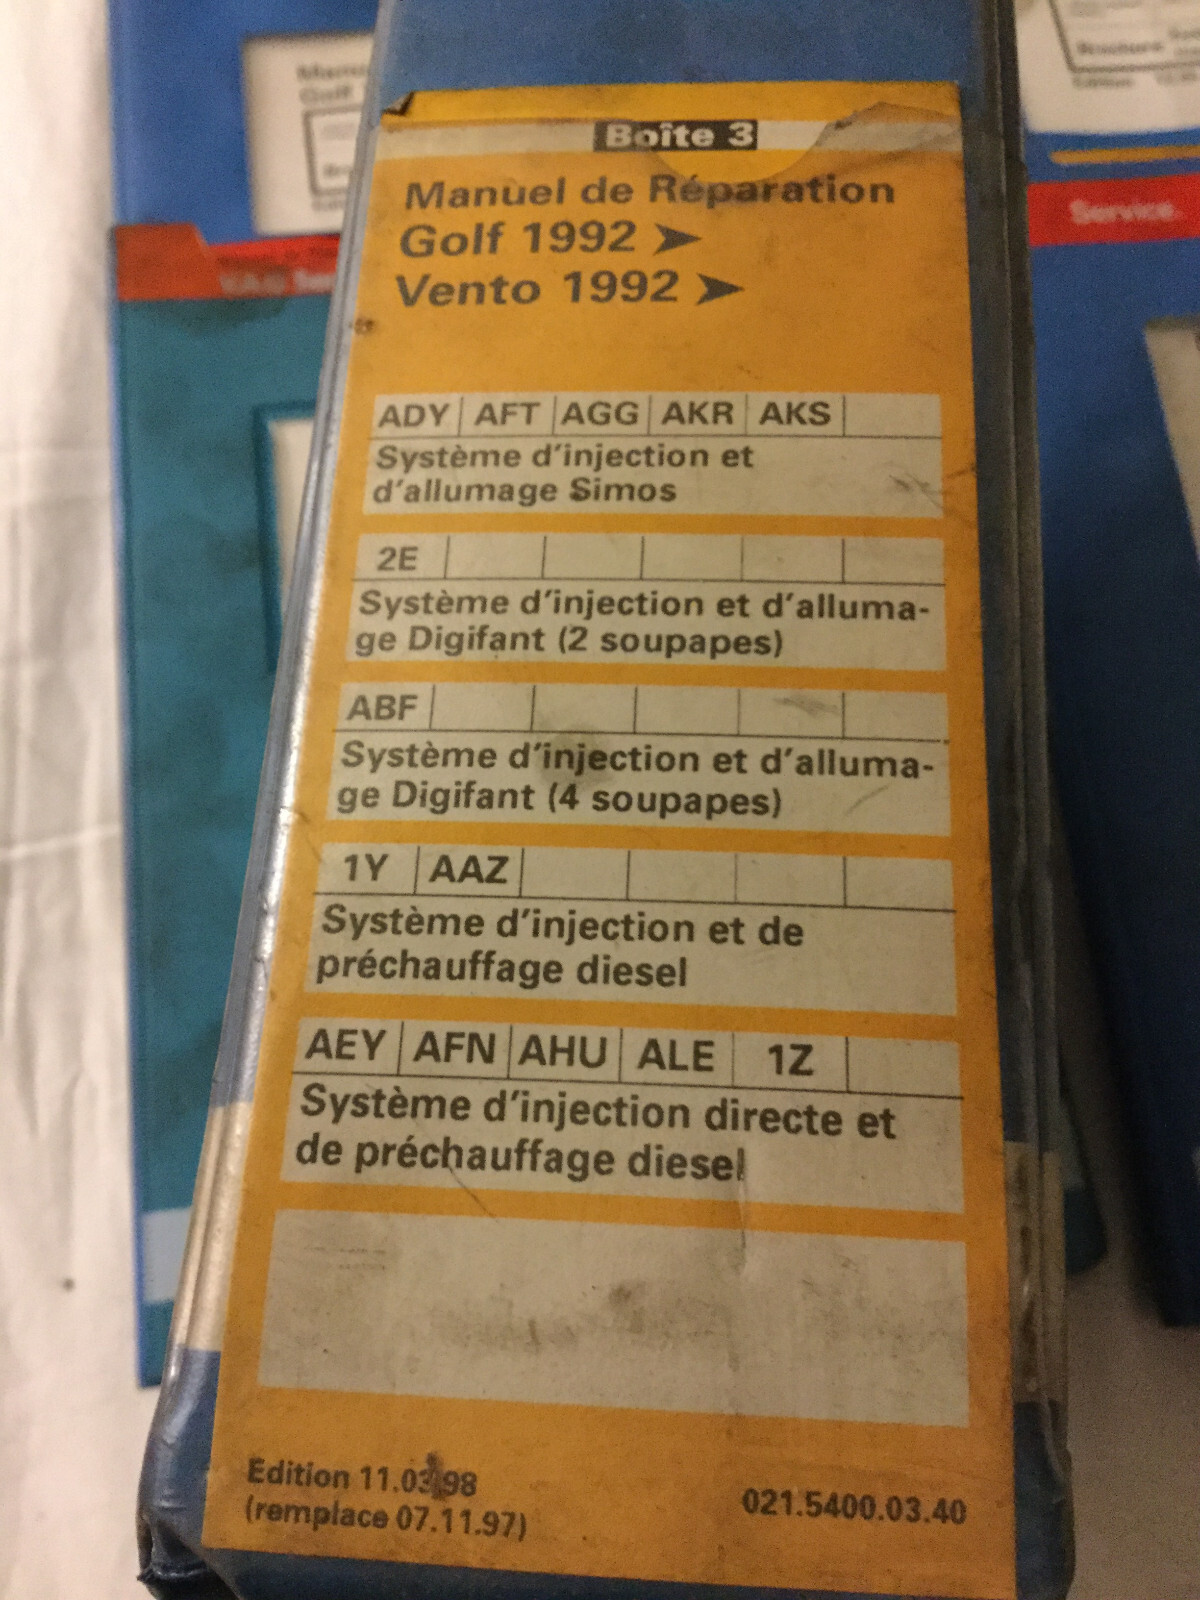 Boîte 3
Manuel de Réparation
Golf 1992 ➤
Vento 1992 ➤
ADY AFT AGG AKR AKS
Système d'injection et
d'allumage Simos
2E
Système d'injection et d'alluma-
ge Digifant (2 soupapes)
ABF
Système d'injection et d'alluma-
ge Digifant (4 soupapes)
1Y AAZ
Système d'injection et de
préchauffage diesel
AEY AFN AHU ALE 1Z
Système d'injection directe et
de préchauffage diesel
Edition 11.03.98
(remplace 07.11.97)
021.5400.03.40
Golf
V.A.G
Brochure
Edition
Service.